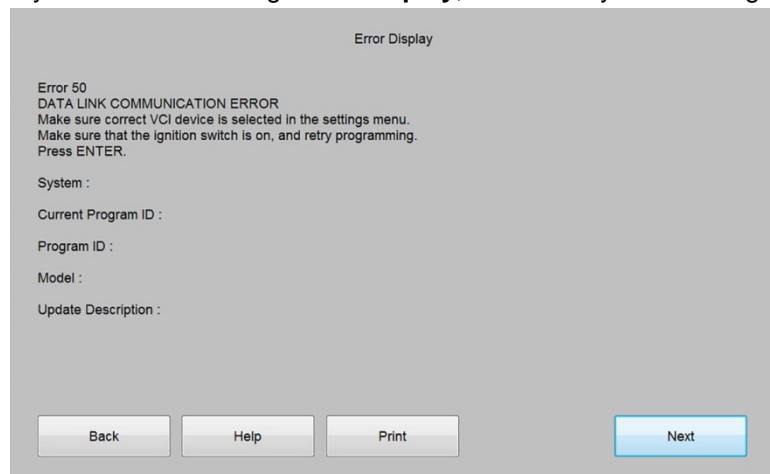 Error Display
Error 50
DATA LINK COMMUNICATION ERROR
Make sure correct VCI device is selected in the settings menu.
Make sure that the ignition switch is on, and retry programming.
Press ENTER.
System :
Current Program ID :
Program ID :
Model :
Update Description :
Back Help Print Next